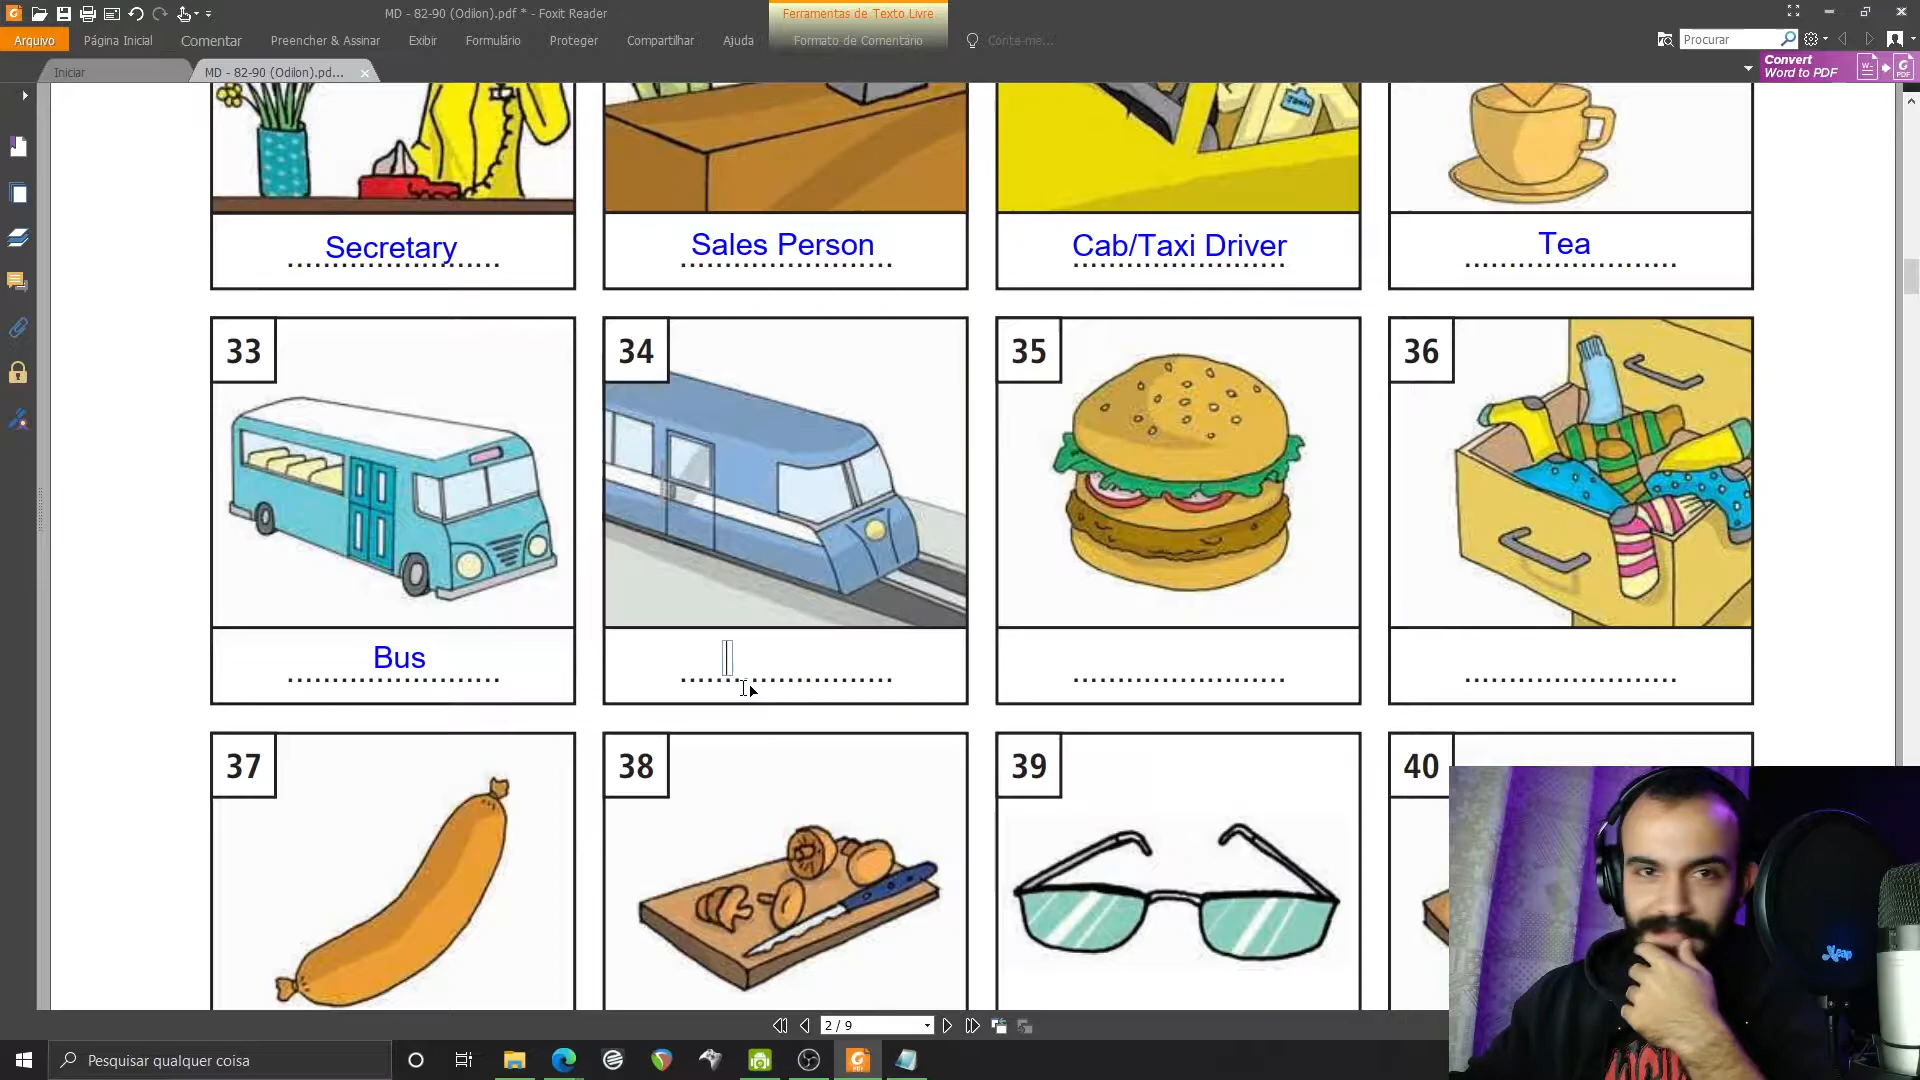 MD - 82-90 (Odilon).pdf * - Foxit Reader
Ferramentas de Texto Livre
Arquivo
Página Inicial
Comentar
Preencher & Assinar
Exibir
Formulário
Proteger
Compartilhar
Ajuda
Formato de Comentário
Conte-me...
Procurar
Iniciar
MD - 82-90 (Odilon).pd...
Convert
Word to PDF
Secretary
Sales Person
Cab/Taxi Driver
Tea
33
34
35
36
Bus
37
38
39
40
2 / 9
Pesquisar qualquer coisa